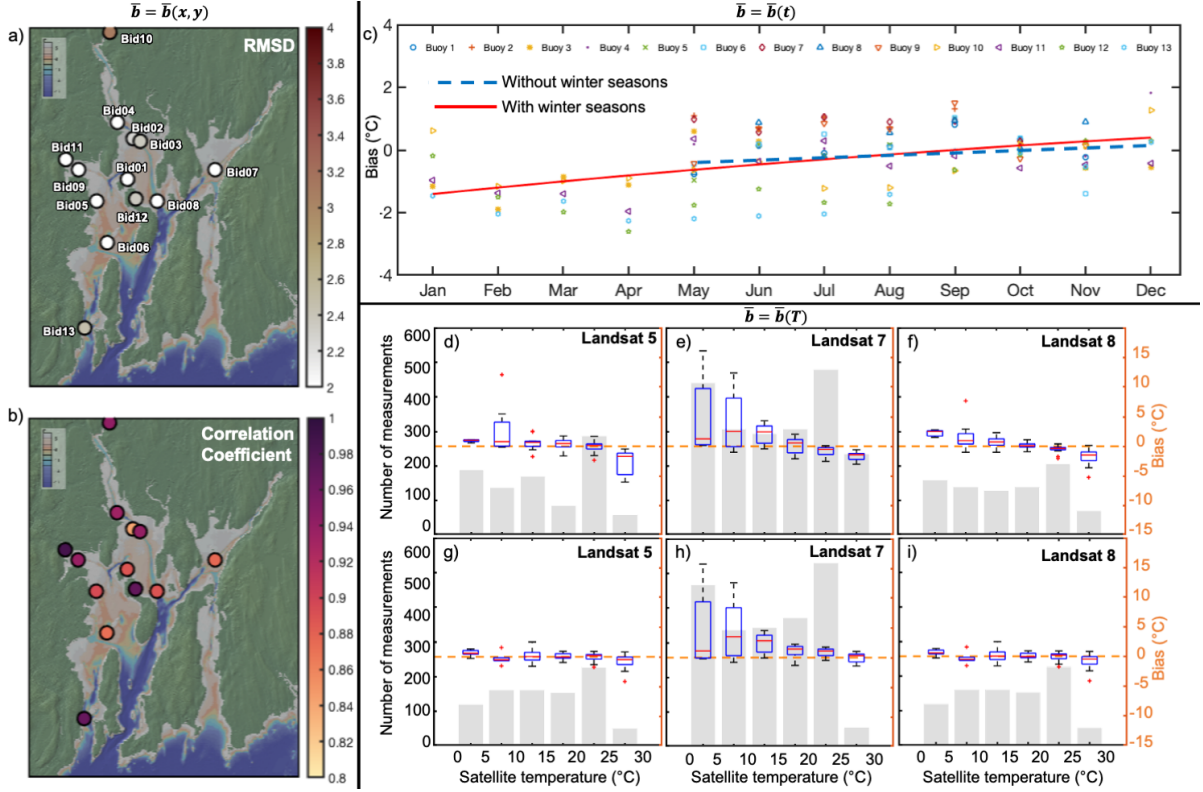 b̅ = b̅(x, y)
a)
RMSD
Bid10
Bid04
Bid02
Bid03
Bid11
Bid01
Bid07
Bid09
Bid05
Bid12
Bid08
Bid06
Bid13
4
3.8
3.6
3.4
3.2
3
2.8
2.6
2.4
2.2
2
b)
Correlation
Coefficient
1
0.98
0.96
0.94
0.92
0.9
0.88
0.86
0.84
0.82
0.8
b̅ = b̅(t)
c)
Buoy 1 Buoy 2 Buoy 3 Buoy 4 Buoy 5 Buoy 6 Buoy 7 Buoy 8 Buoy 9 Buoy 10 Buoy 11 Buoy 12 Buoy 13
Without winter seasons
With winter seasons
Bias (°C)
4
2
0
-2
-4
Jan Feb Mar Apr May Jun Jul Aug Sep Oct Nov Dec
b̅ = b̅(T)
d) Landsat 5
e) Landsat 7
f) Landsat 8
Number of measurements
600
500
400
300
200
100
0
15
10
5
0
-5
-10
-15
Bias (°C)
g) Landsat 5
h) Landsat 7
i) Landsat 8
Number of measurements
600
500
400
300
200
100
0
15
10
5
0
-5
-10
-15
Bias (°C)
0 5 10 15 20 25 30
0 5 10 15 20 25 30
0 5 10 15 20 25 30
Satellite temperature (°C)
Satellite temperature (°C)
Satellite temperature (°C)